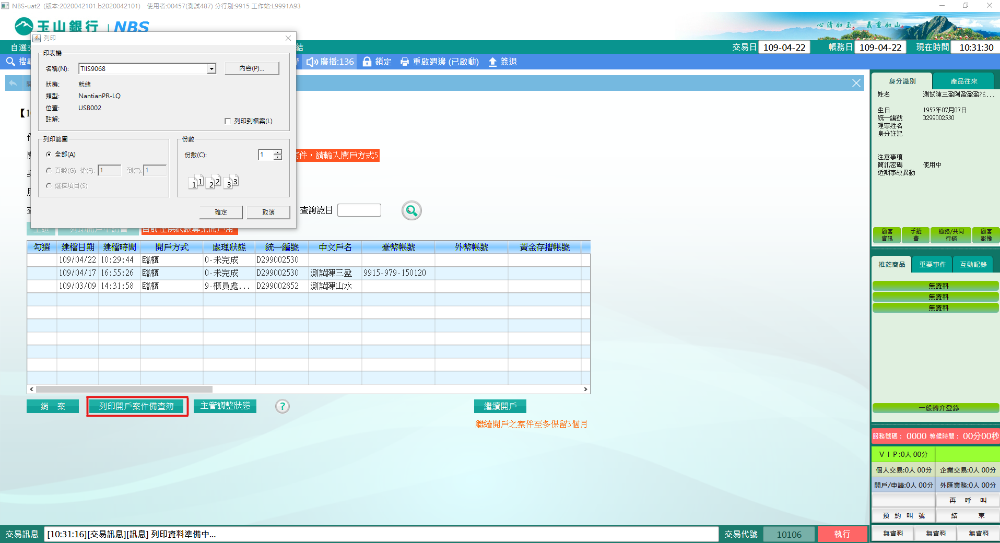 NBS-uat2 (版本:2020042101.b2020042101) 使用者:00457(測試487) 分行別:9915 工作站:L9991A93
玉山銀行 NBS
心清如玉。義重如山。
列印
自選
結
交易日 109-04-22 帳務日 109-04-22 現在時間 10:31:30
搜尋
廣播:136 鎖定 重啟週邊 (已啟動) 簽退
印表機
名稱(N): TIIS9068 內容(P)...
狀態: 就緒
類型: NantianPR-LQ
位置: USB002
註解:
列印到檔案(L)
列印範圍
全部(A)
頁數(G) 從(F): 1 到(T): 1
選擇項目(S)
份數
份數(C): 1
1 1 2 2 3 3
確定 取消
【1
案件，請輸入開戶方式5
查詢訖日
全選 列印開戶申請書 目前僅供網銀專案開戶用
勾選 建檔日期 建檔時間 開戶方式 處理狀態 統一編號 中文戶名 臺幣帳號 外幣帳號 黃金存摺帳號
109/04/22 10:29:44 臨櫃 0-未完成 D299002530
109/04/17 16:55:26 臨櫃 0-未完成 D299002530 測試陳三盈 9915-979-150120
109/03/09 14:31:58 臨櫃 9-櫃員處... D299002852 測試陳山水
銷 案 列印開戶案件備查簿 主管調整狀態 ? 繼續開戶
繼續開戶之案件至多保留3個月
身分識別 產品往來
姓名 測試陳三盈阿盈盈盈花...
生日 1957年07月07日
統一編號 D299002530
理專姓名
身分註記
注意事項
簡訊密碼 使用中
近期事故異動
顧客資訊 手續費 通路/共同行銷 顧客影像
推薦商品 重要事件 互動記錄
無資料
無資料
無資料
一般轉介登錄
服務號碼： 0000 等候時間： 00分00秒
ＶＩＰ:0人 00分
個人交易:0人 00分 企業交易:0人 00分
開戶/申請:0人 00分 外匯業務:0人 00分
再 呼 叫
預 約 叫 號 結 束
無資料 無資料 無資料
交易訊息 [10:31:16][交易訊息][訊息] 列印資料準備中... 交易代號 10106 執行